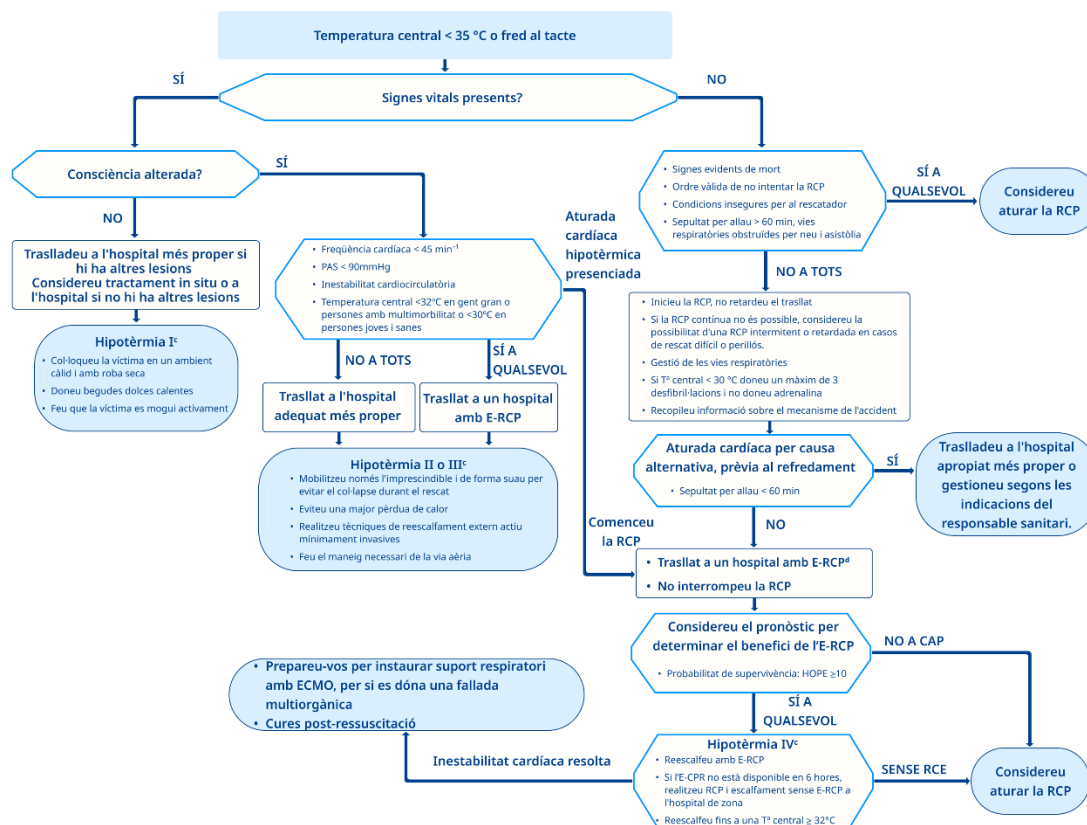 Temperatura central < 35 °C o fred al tacte
SÍ
NO
Signes vitals presents?
Consciència alterada?
SÍ
NO
• Signes evidents de mort
• Ordre vàlida de no intentar la RCP
• Condicions insegures per al rescatador
• Sepultat per allau > 60 min, vies
respiratòries obstruïdes per neu i asistòlia
SÍ A
QUALSEVOL
Considereu
aturar la RCP
Traslladeu a l'hospital més proper si
hi ha altres lesions
Considereu tractament in situ o a
l'hospital si no hi ha altres lesions
• Freqüència cardíaca < 45 min⁻¹
• PAS < 90mmHg
• Inestabilitat cardiocirculatòria
• Temperatura central <32ºC en gent gran o
persones amb multimorbilitat o <30ºC en
persones joves i sanes
Aturada
cardíaca
hipotèrmica
presenciada
NO A TOTS
• Inicieu la RCP, no retardeu el trasllat
• Si la RCP contínua no és possible, considereu la
possibilitat d'una RCP intermitent o retardada en casos
de rescat difícil o perillós.
• Gestió de les vies respiratòries
• Si Tª central < 30 °C doneu un màxim de 3
desfibril·lacions i no doneu adrenalina
• Recopileu informació sobre el mecanisme de l'accident
Hipotèrmia Iᶜ
• Col·loqueu la víctima en un ambient
càlid i amb roba seca
• Doneu begudes dolces calentes
• Feu que la víctima es mogui activament
NO A TOTS
SÍ A
QUALSEVOL
Trasllat a l'hospital
adequat més proper
Trasllat a un hospital
amb E-RCP
Hipotèrmia II o IIIᶜ
• Mobilitzeu només l'imprescindible i de forma suau per
evitar el col·lapse durant el rescat
• Eviteu una major pèrdua de calor
• Realitzeu tècniques de reescalfament extern actiu
mínimament invasives
• Feu el maneig necessari de la via aèria
Aturada cardíaca per causa
alternativa, prèvia al refredament
• Sepultat per allau < 60 min
SÍ
Traslladeu a l'hospital
apropiat més proper o
gestioneu segons les
indicacions del
responsable sanitari.
Comenceu
la RCP
NO
• Trasllat a un hospital amb E-RCPᵈ
• No interrompeu la RCP
Considereu el pronòstic per
determinar el benefici de l'E-RCP
• Probabilitat de supervivència: HOPE ≥10
NO A CAP
SÍ A
QUALSEVOL
• Prepareu-vos per instaurar suport respiratori
amb ECMO, per si es dóna una fallada
multiorgànica
• Cures post-ressuscitació
Inestabilitat cardíaca resolta
Hipotèrmia IVᶜ
• Reescalfeu amb E-RCP
• Si l'E-CPR no està disponible en 6 hores,
realitzeu RCP i escalfament sense E-RCP a
l'hospital de zona
• Reescalfeu fins a una Tª central ≥ 32°C
SENSE RCE
Considereu
aturar la RCP